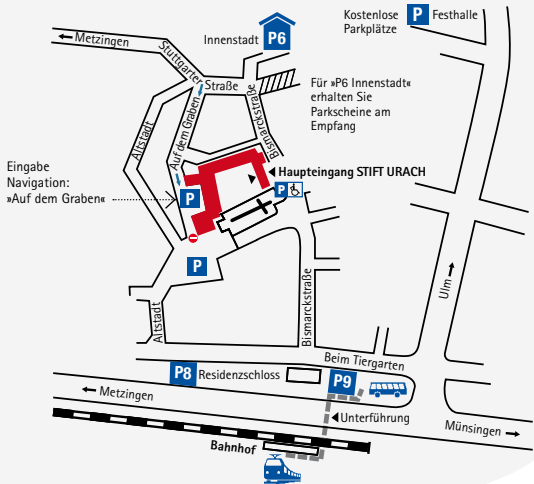 Metzingen
Stuttgarter
Straße
Innenstadt
P6
Kostenlose
Parkplätze
P
Festhalle
Für »P6 Innenstadt«
erhalten Sie
Parkscheine am
Empfang
Altstadt
Auf dem Graben
Bismarckstraße
Haupteingang STIFT URACH
P
Eingabe
Navigation:
»Auf dem Graben«
P
P
Altstadt
Bismarckstraße
Ulm
Beim Tiergarten
P8
Residenzschloss
P9
Metzingen
Unterführung
Münsingen
Bahnhof